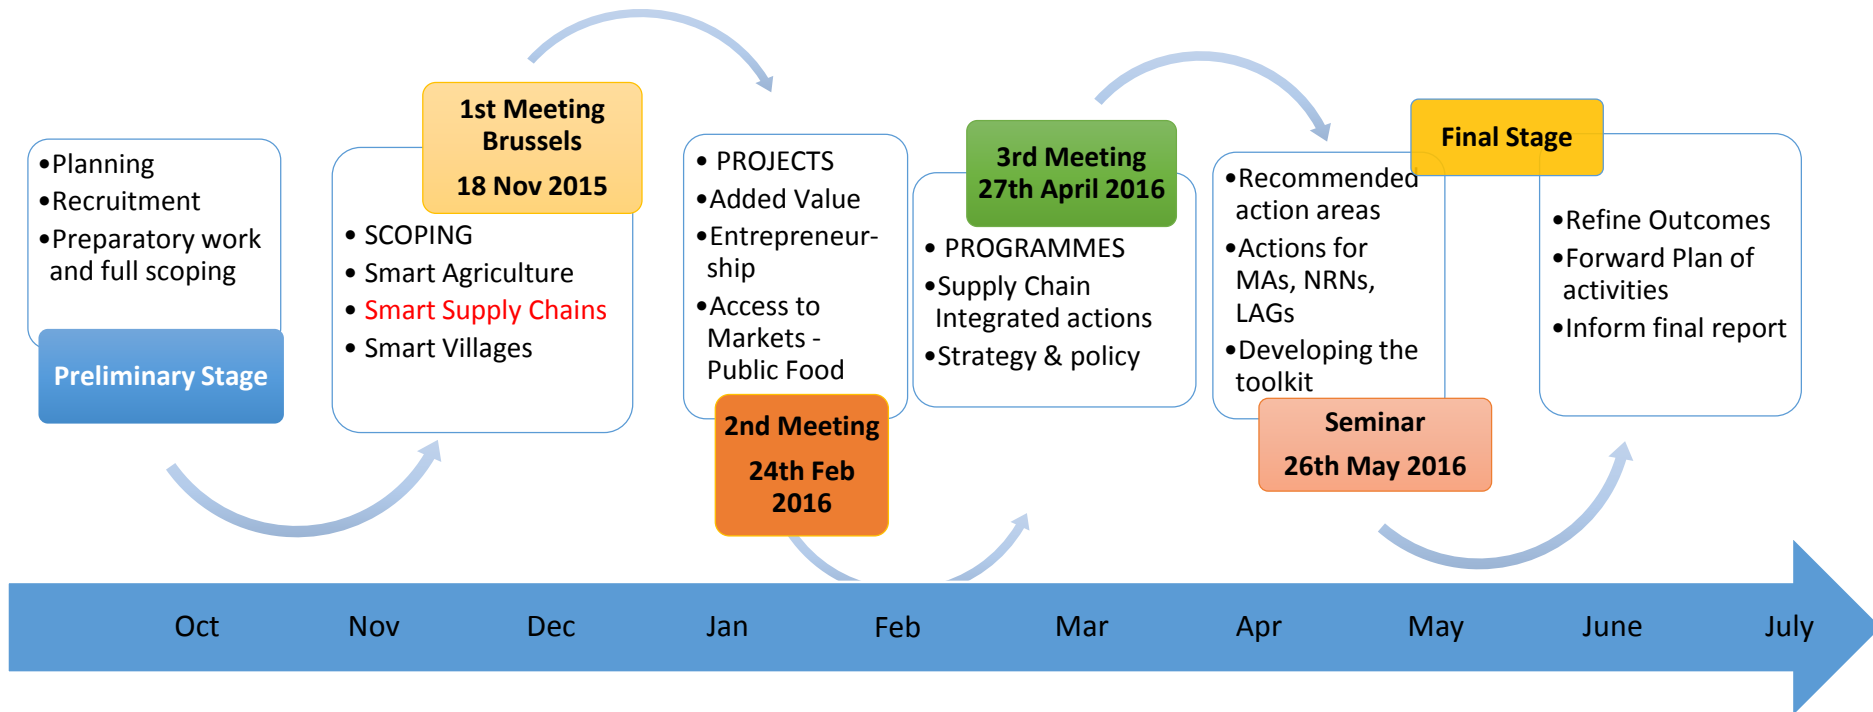 •Planning
•Recruitment
•Preparatory work
and full scoping
Preliminary Stage
1st Meeting
Brussels
18 Nov 2015
• SCOPING
• Smart Agriculture
• Smart Supply Chains
• Smart Villages
• PROJECTS
•Added Value
•Entrepreneur-
ship
•Access to
Markets -
Public Food
2nd Meeting
24th Feb
2016
3rd Meeting
27th April 2016
• PROGRAMMES
•Supply Chain
Integrated actions
•Strategy & policy
•Recommended
action areas
•Actions for
MAs, NRNs,
LAGs
•Developing the
toolkit
Seminar
26th May 2016
Final Stage
•Refine Outcomes
•Forward Plan of
activities
•Inform final report
Oct Nov Dec Jan Feb Mar Apr May June July